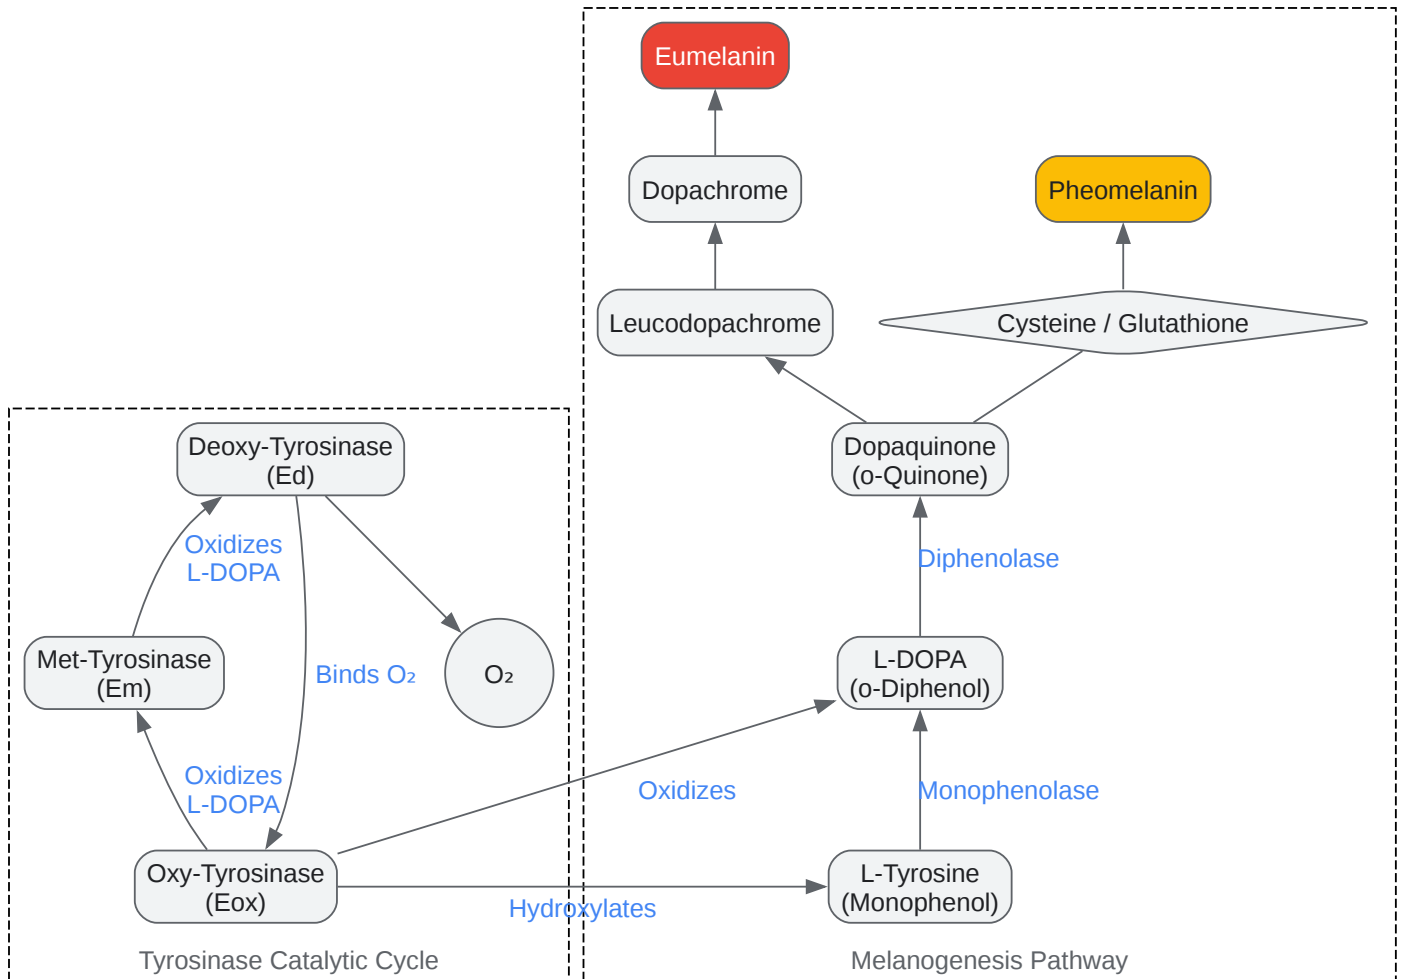 Eumelanin
Dopachrome
Pheomelanin
Leucodopachrome
Cysteine / Glutathione
Deoxy-Tyrosinase
(Ed)
Dopaquinone
(o-Quinone)
Oxidizes
L-DOPA
Diphenolase
Met-Tyrosinase
(Em)
Binds O₂
O₂
L-DOPA
(o-Diphenol)
Oxidizes
L-DOPA
Oxidizes
Monophenolase
Oxy-Tyrosinase
(Eox)
Hydroxylates
L-Tyrosine
(Monophenol)
Tyrosinase Catalytic Cycle
Melanogenesis Pathway